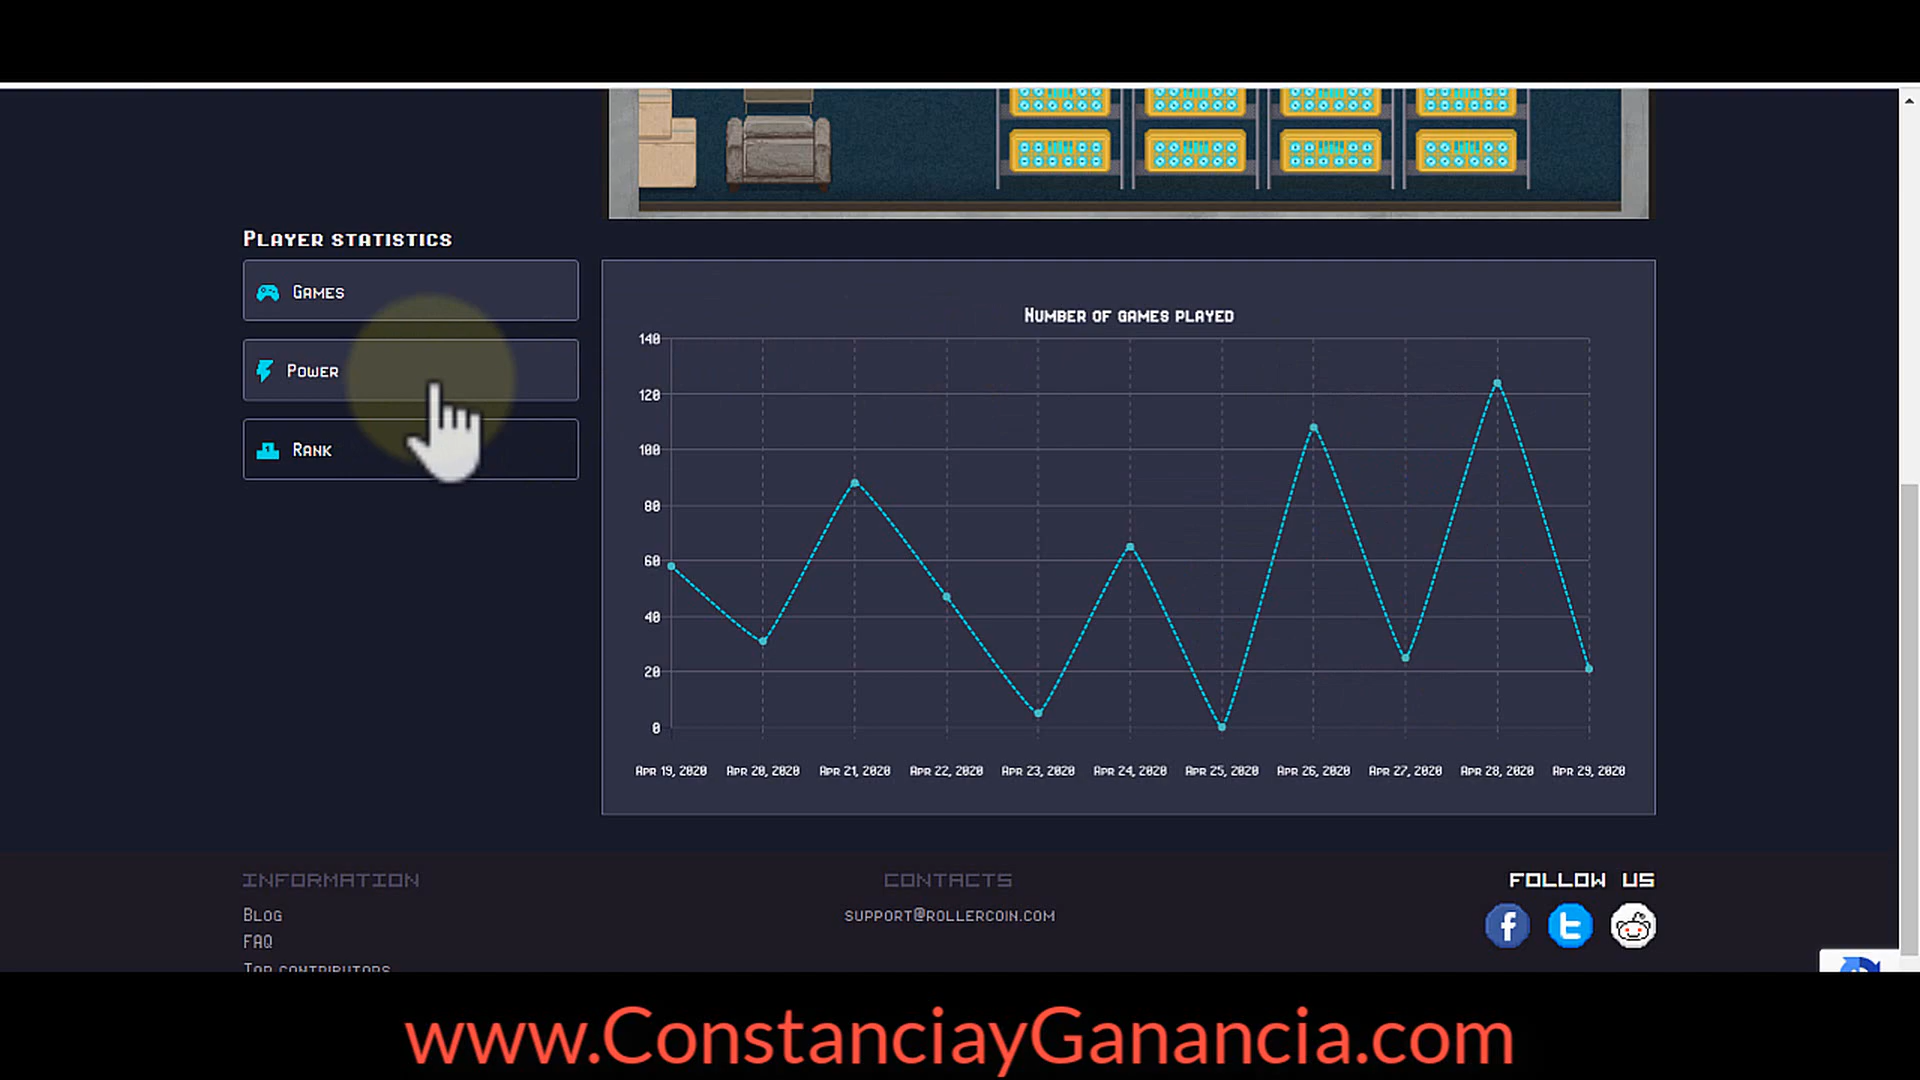 Player statistics
Games
Power
Rank
Number of games played
140
120
100
80
60
40
20
0
Apr 19, 2020 Apr 20, 2020 Apr 21, 2020 Apr 22, 2020 Apr 23, 2020 Apr 24, 2020 Apr 25, 2020 Apr 26, 2020 Apr 27, 2020 Apr 28, 2020 Apr 29, 2020
INFORMATION
Blog
FAQ
Top contributors
CONTACTS
support@rollercoin.com
FOLLOW US
www.ConstanciayGanancia.com